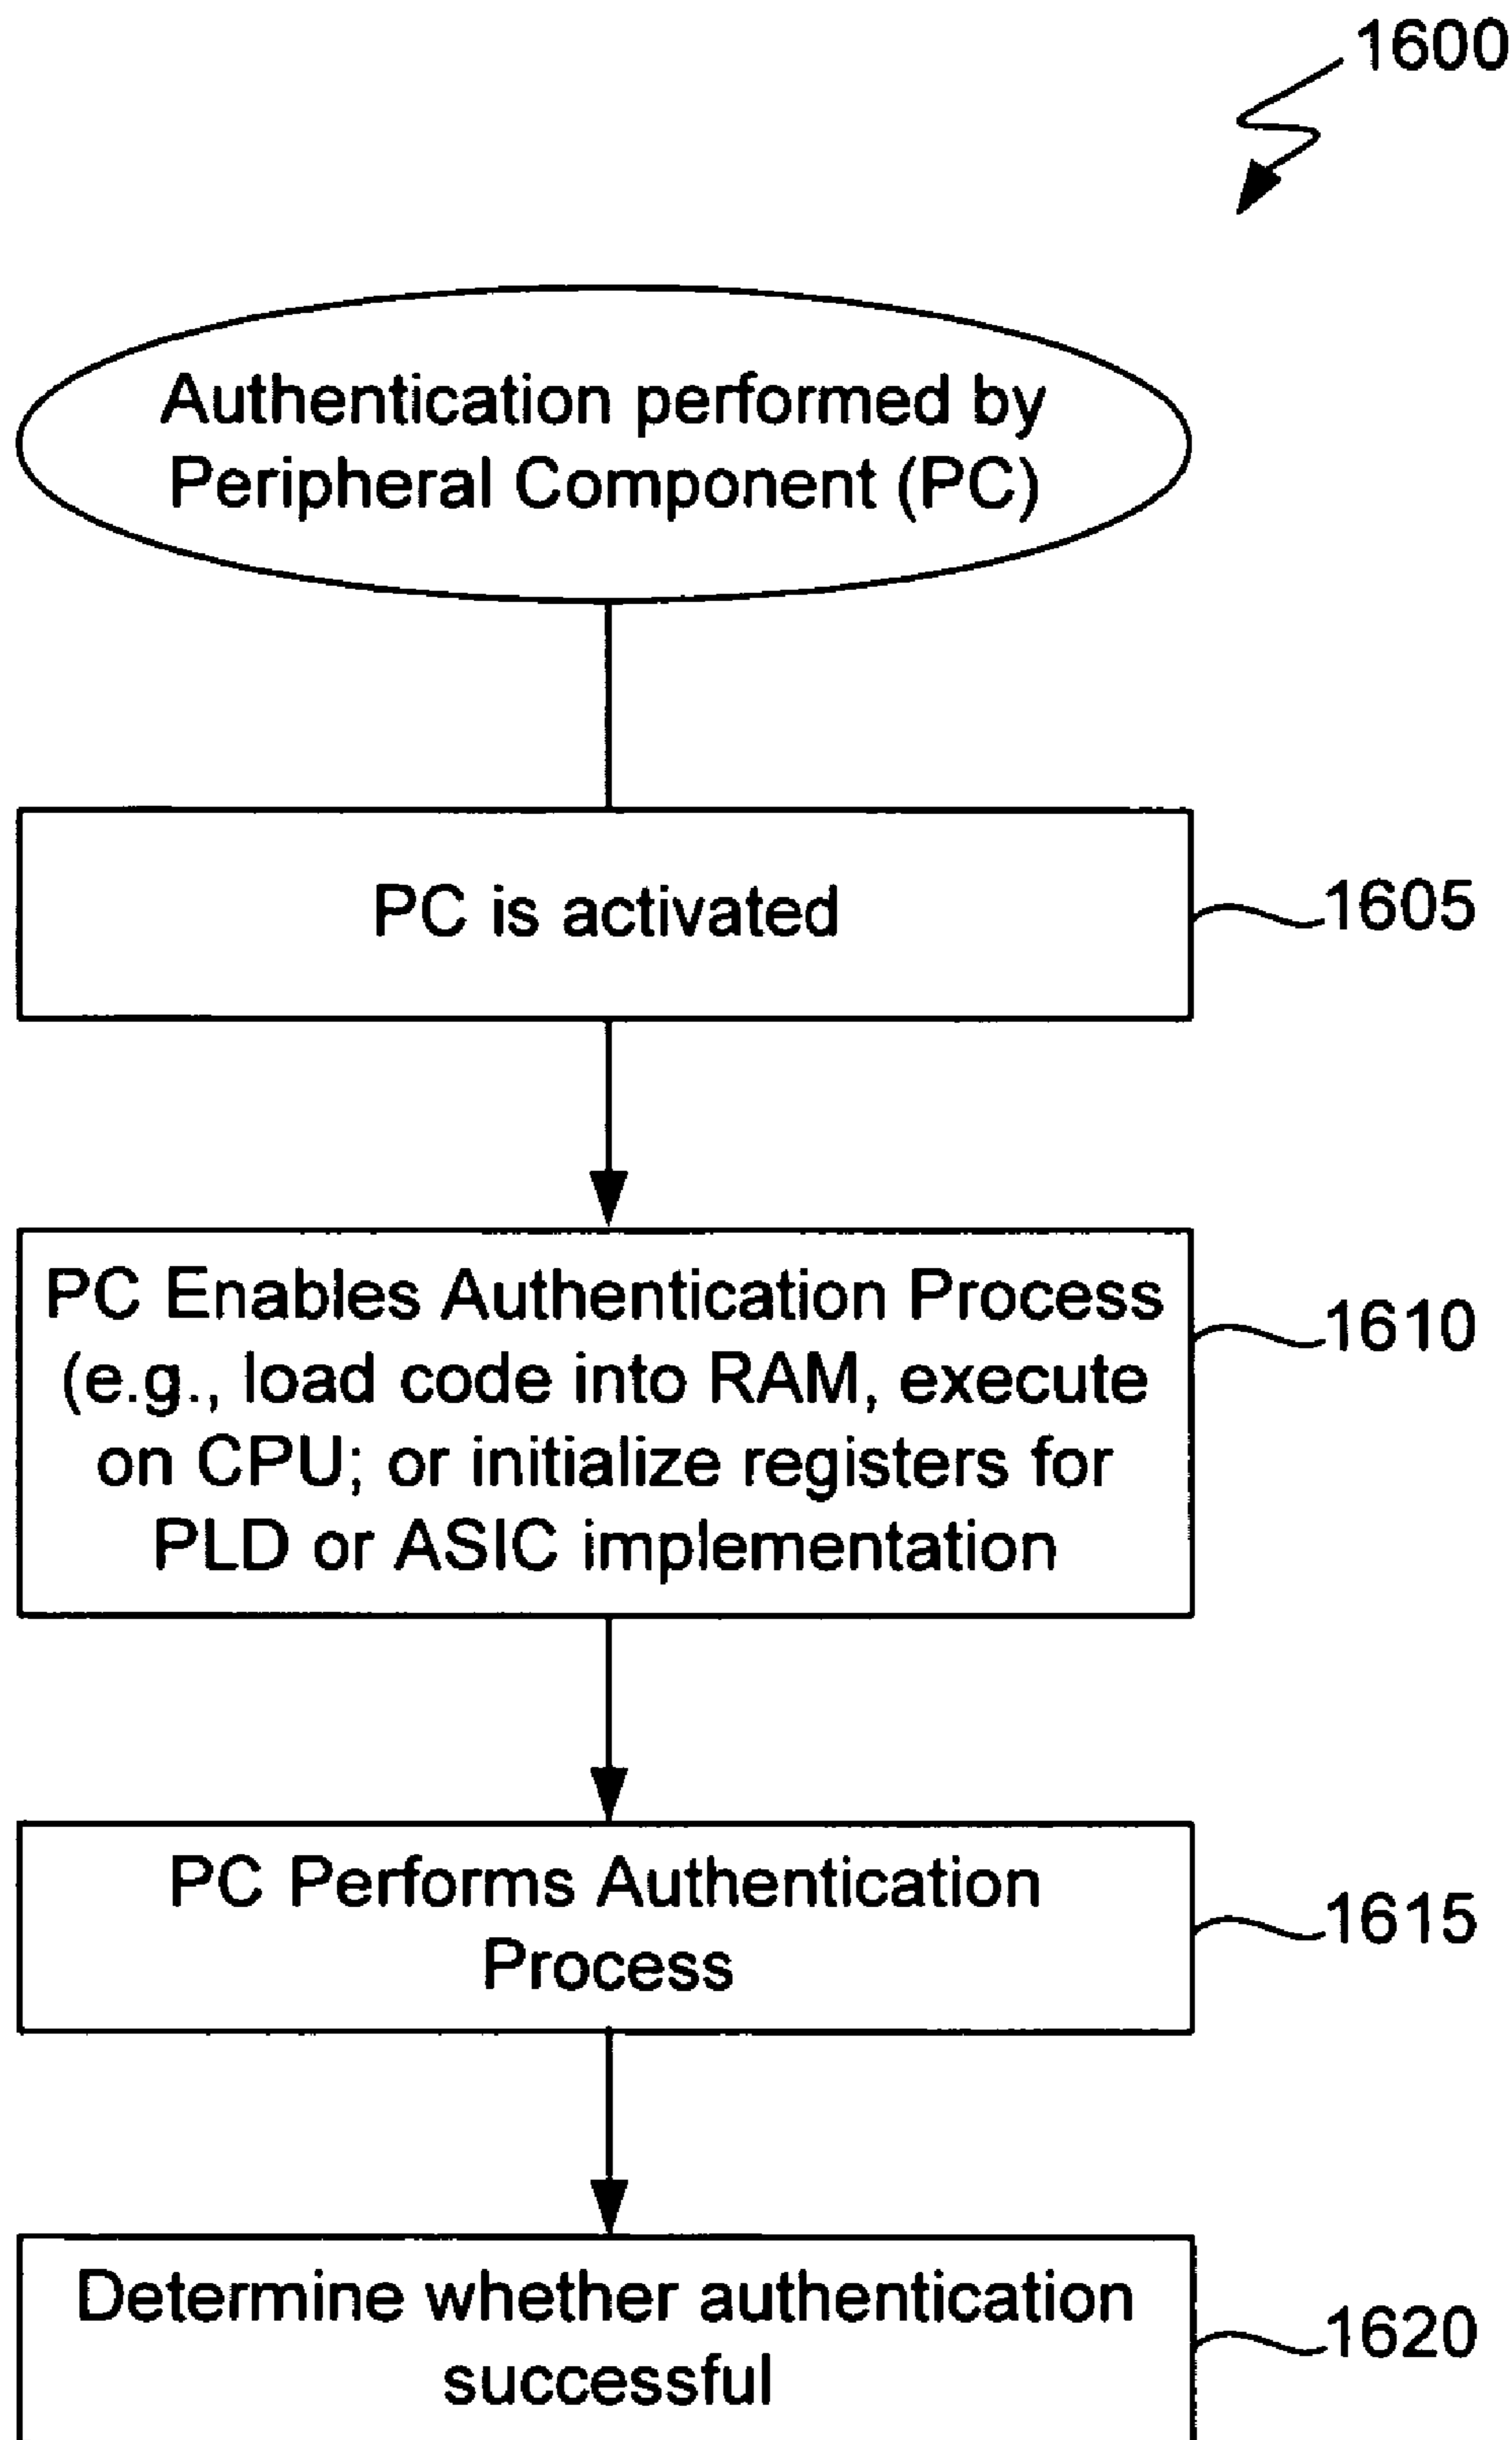 1600
Authentication performed by
Peripheral Component (PC)
PC is activated
1605
PC Enables Authentication Process
(e.g., load code into RAM, execute
on CPU; or initialize registers for
PLD or ASIC implementation
1610
PC Performs Authentication
Process
1615
Determine whether authentication
successful
1620